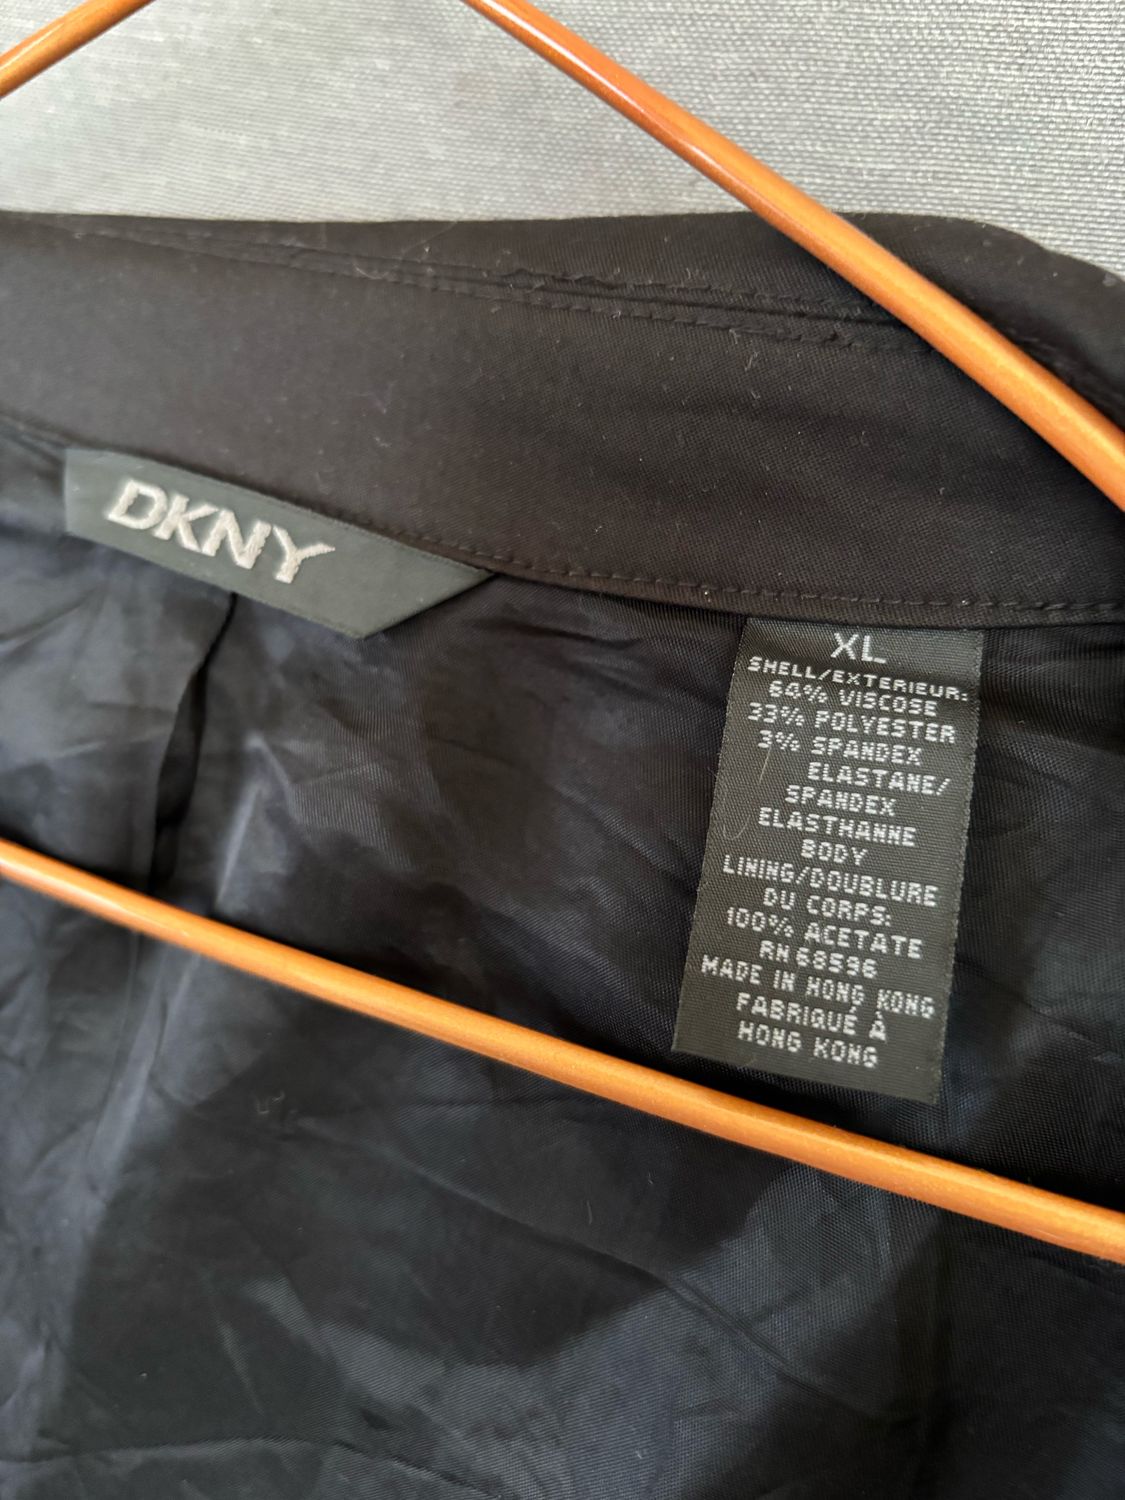 DKNY
XL
SHELL/EXTERIEUR:
64% VISCOSE
33% POLYESTER
3% SPANDEX
ELASTANE/
SPANDEX
ELASTHANNE
BODY
LINING/DOUBLURE
DU CORPS:
100% ACETATE
RN 68596
MADE IN HONG KONG
FABRIQUÉ À
HONG KONG